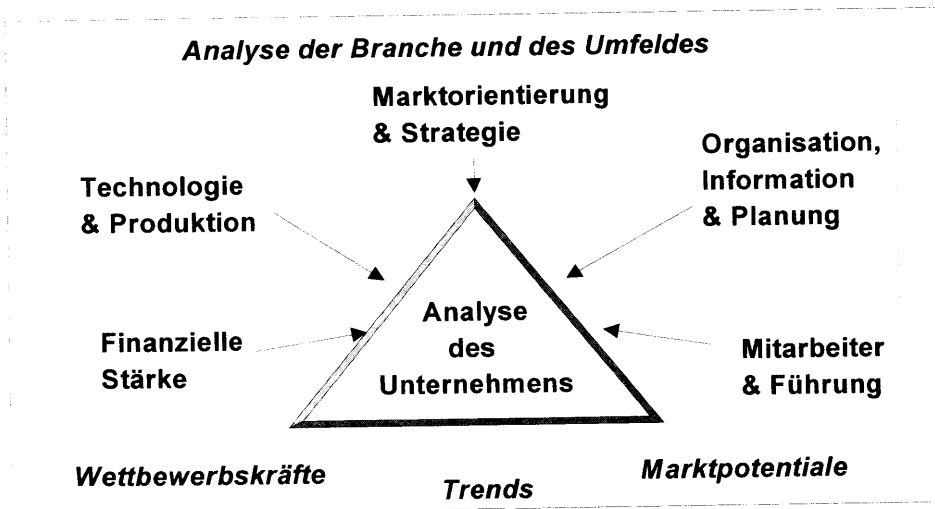 Analyse der Branche und des Umfeldes
Marktorientierung
& Strategie
Organisation,
Information
& Planung
Technologie
& Produktion
Analyse
des
Unternehmens
Finanzielle
Stärke
Mitarbeiter
& Führung
Wettbewerbskräfte
Trends
Marktpotentiale